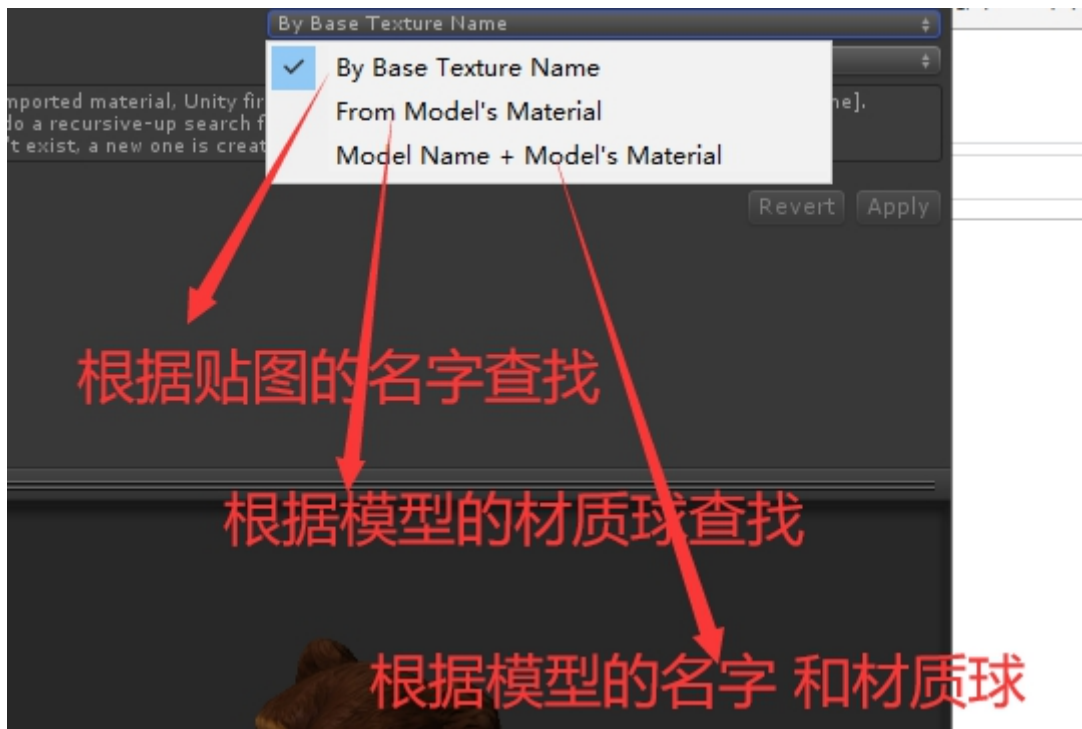 By Base Texture Name
By Base Texture Name
From Model's Material
Model Name + Model's Material
mported material, Unity fir
ne].
do a recursive-up search f
't exist, a new one is creat
Revert Apply
根据贴图的名字查找
根据模型的材质球查找
根据模型的名字 和材质球